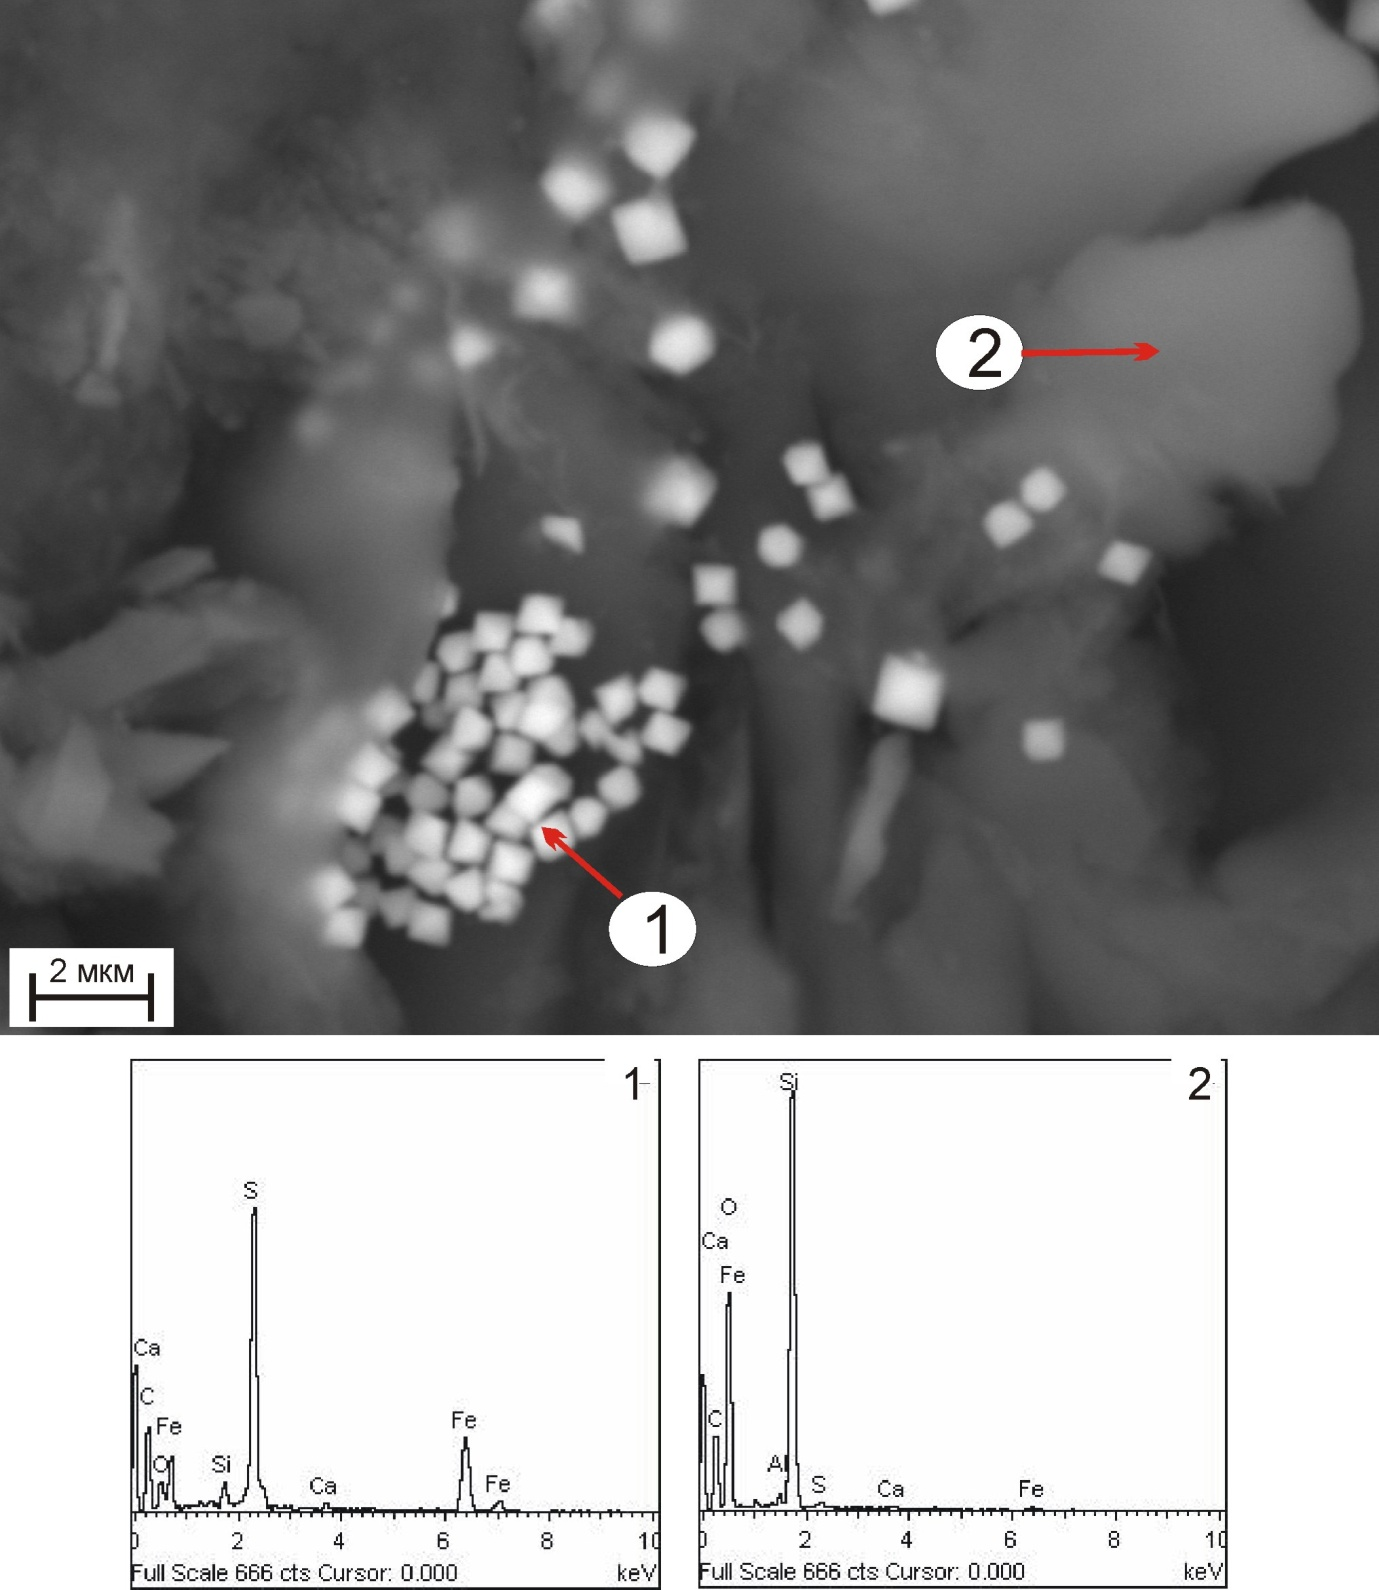 2
1
2 мкм
1
S
Ca
C
Fe
O
Si
Ca
Fe
Fe
0 2 4 6 8 10
Full Scale 666 cts Cursor: 0.000 keV
2
Si
O
Ca
Fe
C
Al
S
Ca
Fe
0 2 4 6 8 10
Full Scale 666 cts Cursor: 0.000 keV